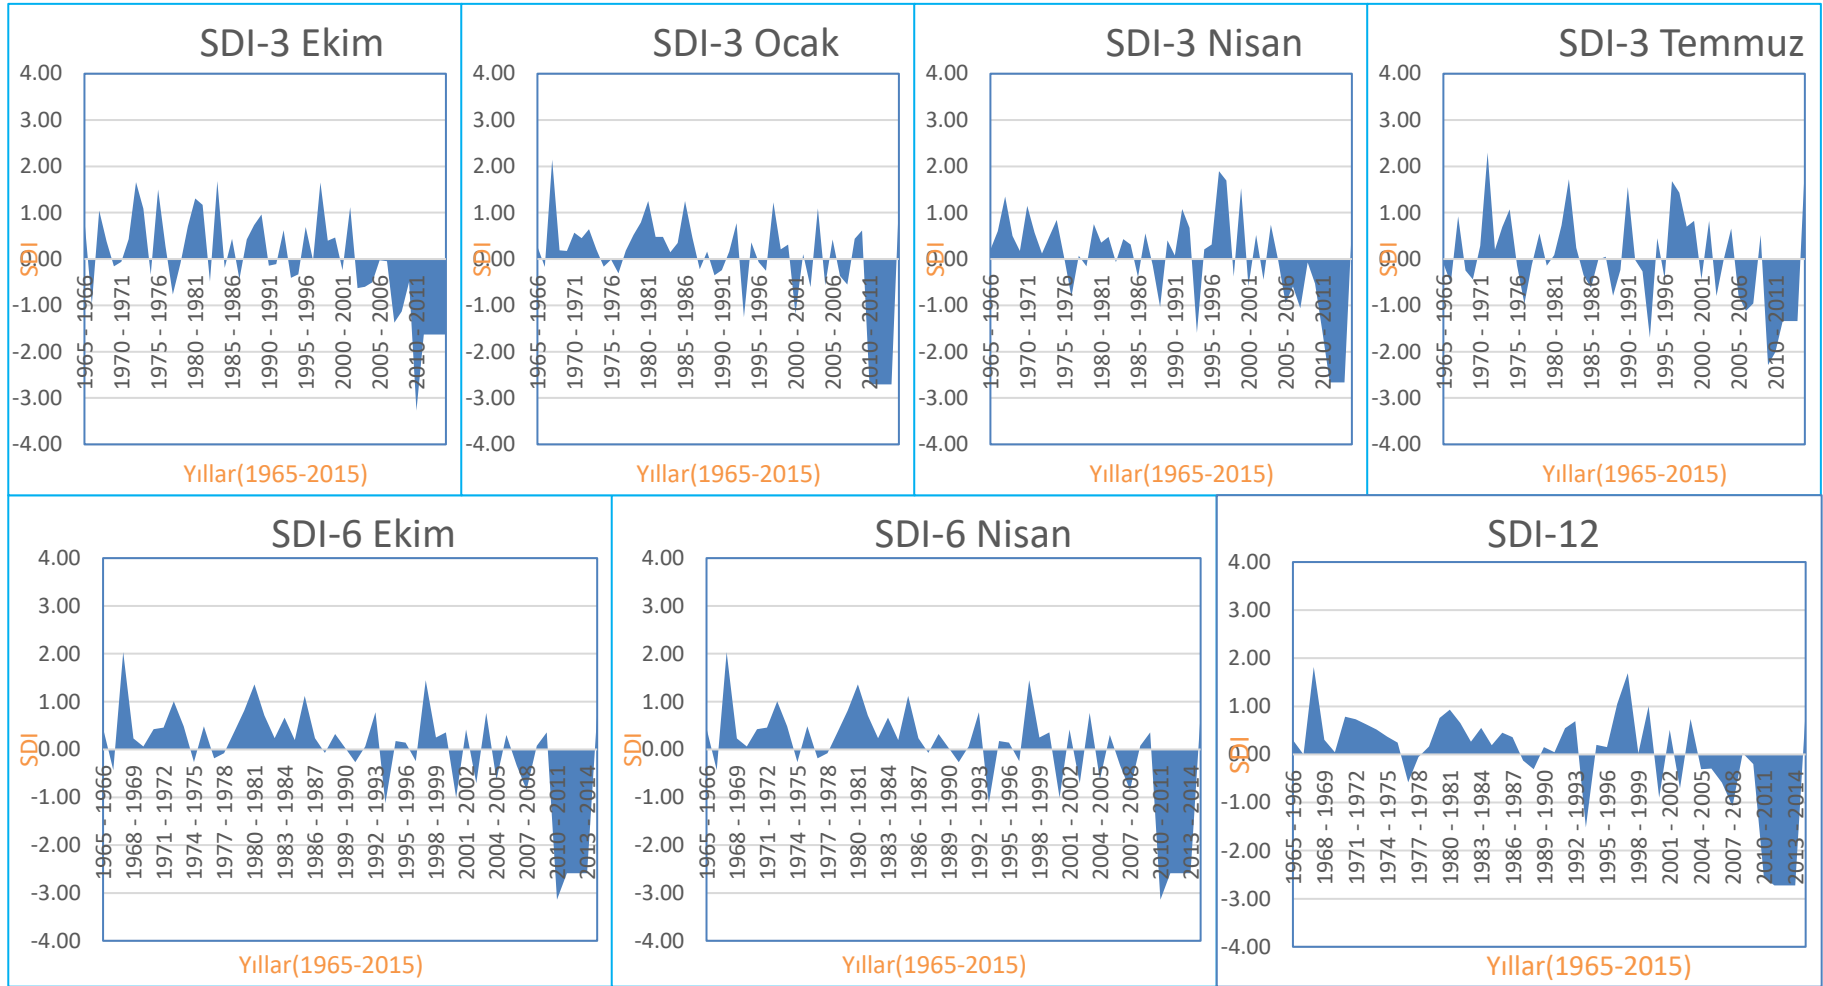 SDI-3 Ekim
4.00
3.00
2.00
1.00
0.00
-1.00
-2.00
-3.00
-4.00
SDI
1965 - 1966
1970 - 1971
1975 - 1976
1980 - 1981
1985 - 1986
1990 - 1991
1995 - 1996
2000 - 2001
2005 - 2006
2010 - 2011
Yıllar(1965-2015)
SDI-3 Ocak
4.00
3.00
2.00
1.00
0.00
-1.00
-2.00
-3.00
-4.00
SDI
1965 - 1966
1970 - 1971
1975 - 1976
1980 - 1981
1985 - 1986
1990 - 1991
1995 - 1996
2000 - 2001
2005 - 2006
2010 - 2011
Yıllar(1965-2015)
SDI-3 Nisan
4.00
3.00
2.00
1.00
0.00
-1.00
-2.00
-3.00
-4.00
SDI
1965 - 1966
1970 - 1971
1975 - 1976
1980 - 1981
1985 - 1986
1990 - 1991
1995 - 1996
2000 - 2001
2005 - 2006
2010 - 2011
Yıllar(1965-2015)
SDI-3 Temmuz
4.00
3.00
2.00
1.00
0.00
-1.00
-2.00
-3.00
-4.00
SDI
1965 - 1966
1970 - 1971
1975 - 1976
1980 - 1981
1985 - 1986
1990 - 1991
1995 - 1996
2000 - 2001
2005 - 2006
2010 - 2011
Yıllar(1965-2015)
SDI-6 Ekim
4.00
3.00
2.00
1.00
0.00
-1.00
-2.00
-3.00
-4.00
SDI
1965 - 1966
1968 - 1969
1971 - 1972
1974 - 1975
1977 - 1978
1980 - 1981
1983 - 1984
1986 - 1987
1989 - 1990
1992 - 1993
1995 - 1996
1998 - 1999
2001 - 2002
2004 - 2005
2007 - 2008
2010 - 2011
2013 - 2014
Yıllar(1965-2015)
SDI-6 Nisan
4.00
3.00
2.00
1.00
0.00
-1.00
-2.00
-3.00
-4.00
SDI
1965 - 1966
1968 - 1969
1971 - 1972
1974 - 1975
1977 - 1978
1980 - 1981
1983 - 1984
1986 - 1987
1989 - 1990
1992 - 1993
1995 - 1996
1998 - 1999
2001 - 2002
2004 - 2005
2007 - 2008
2010 - 2011
2013 - 2014
Yıllar(1965-2015)
SDI-12
4.00
3.00
2.00
1.00
0.00
-1.00
-2.00
-3.00
-4.00
SDI
1965 - 1966
1968 - 1969
1971 - 1972
1974 - 1975
1977 - 1978
1980 - 1981
1983 - 1984
1986 - 1987
1989 - 1990
1992 - 1993
1995 - 1996
1998 - 1999
2001 - 2002
2004 - 2005
2007 - 2008
2010 - 2011
2013 - 2014
Yıllar(1965-2015)